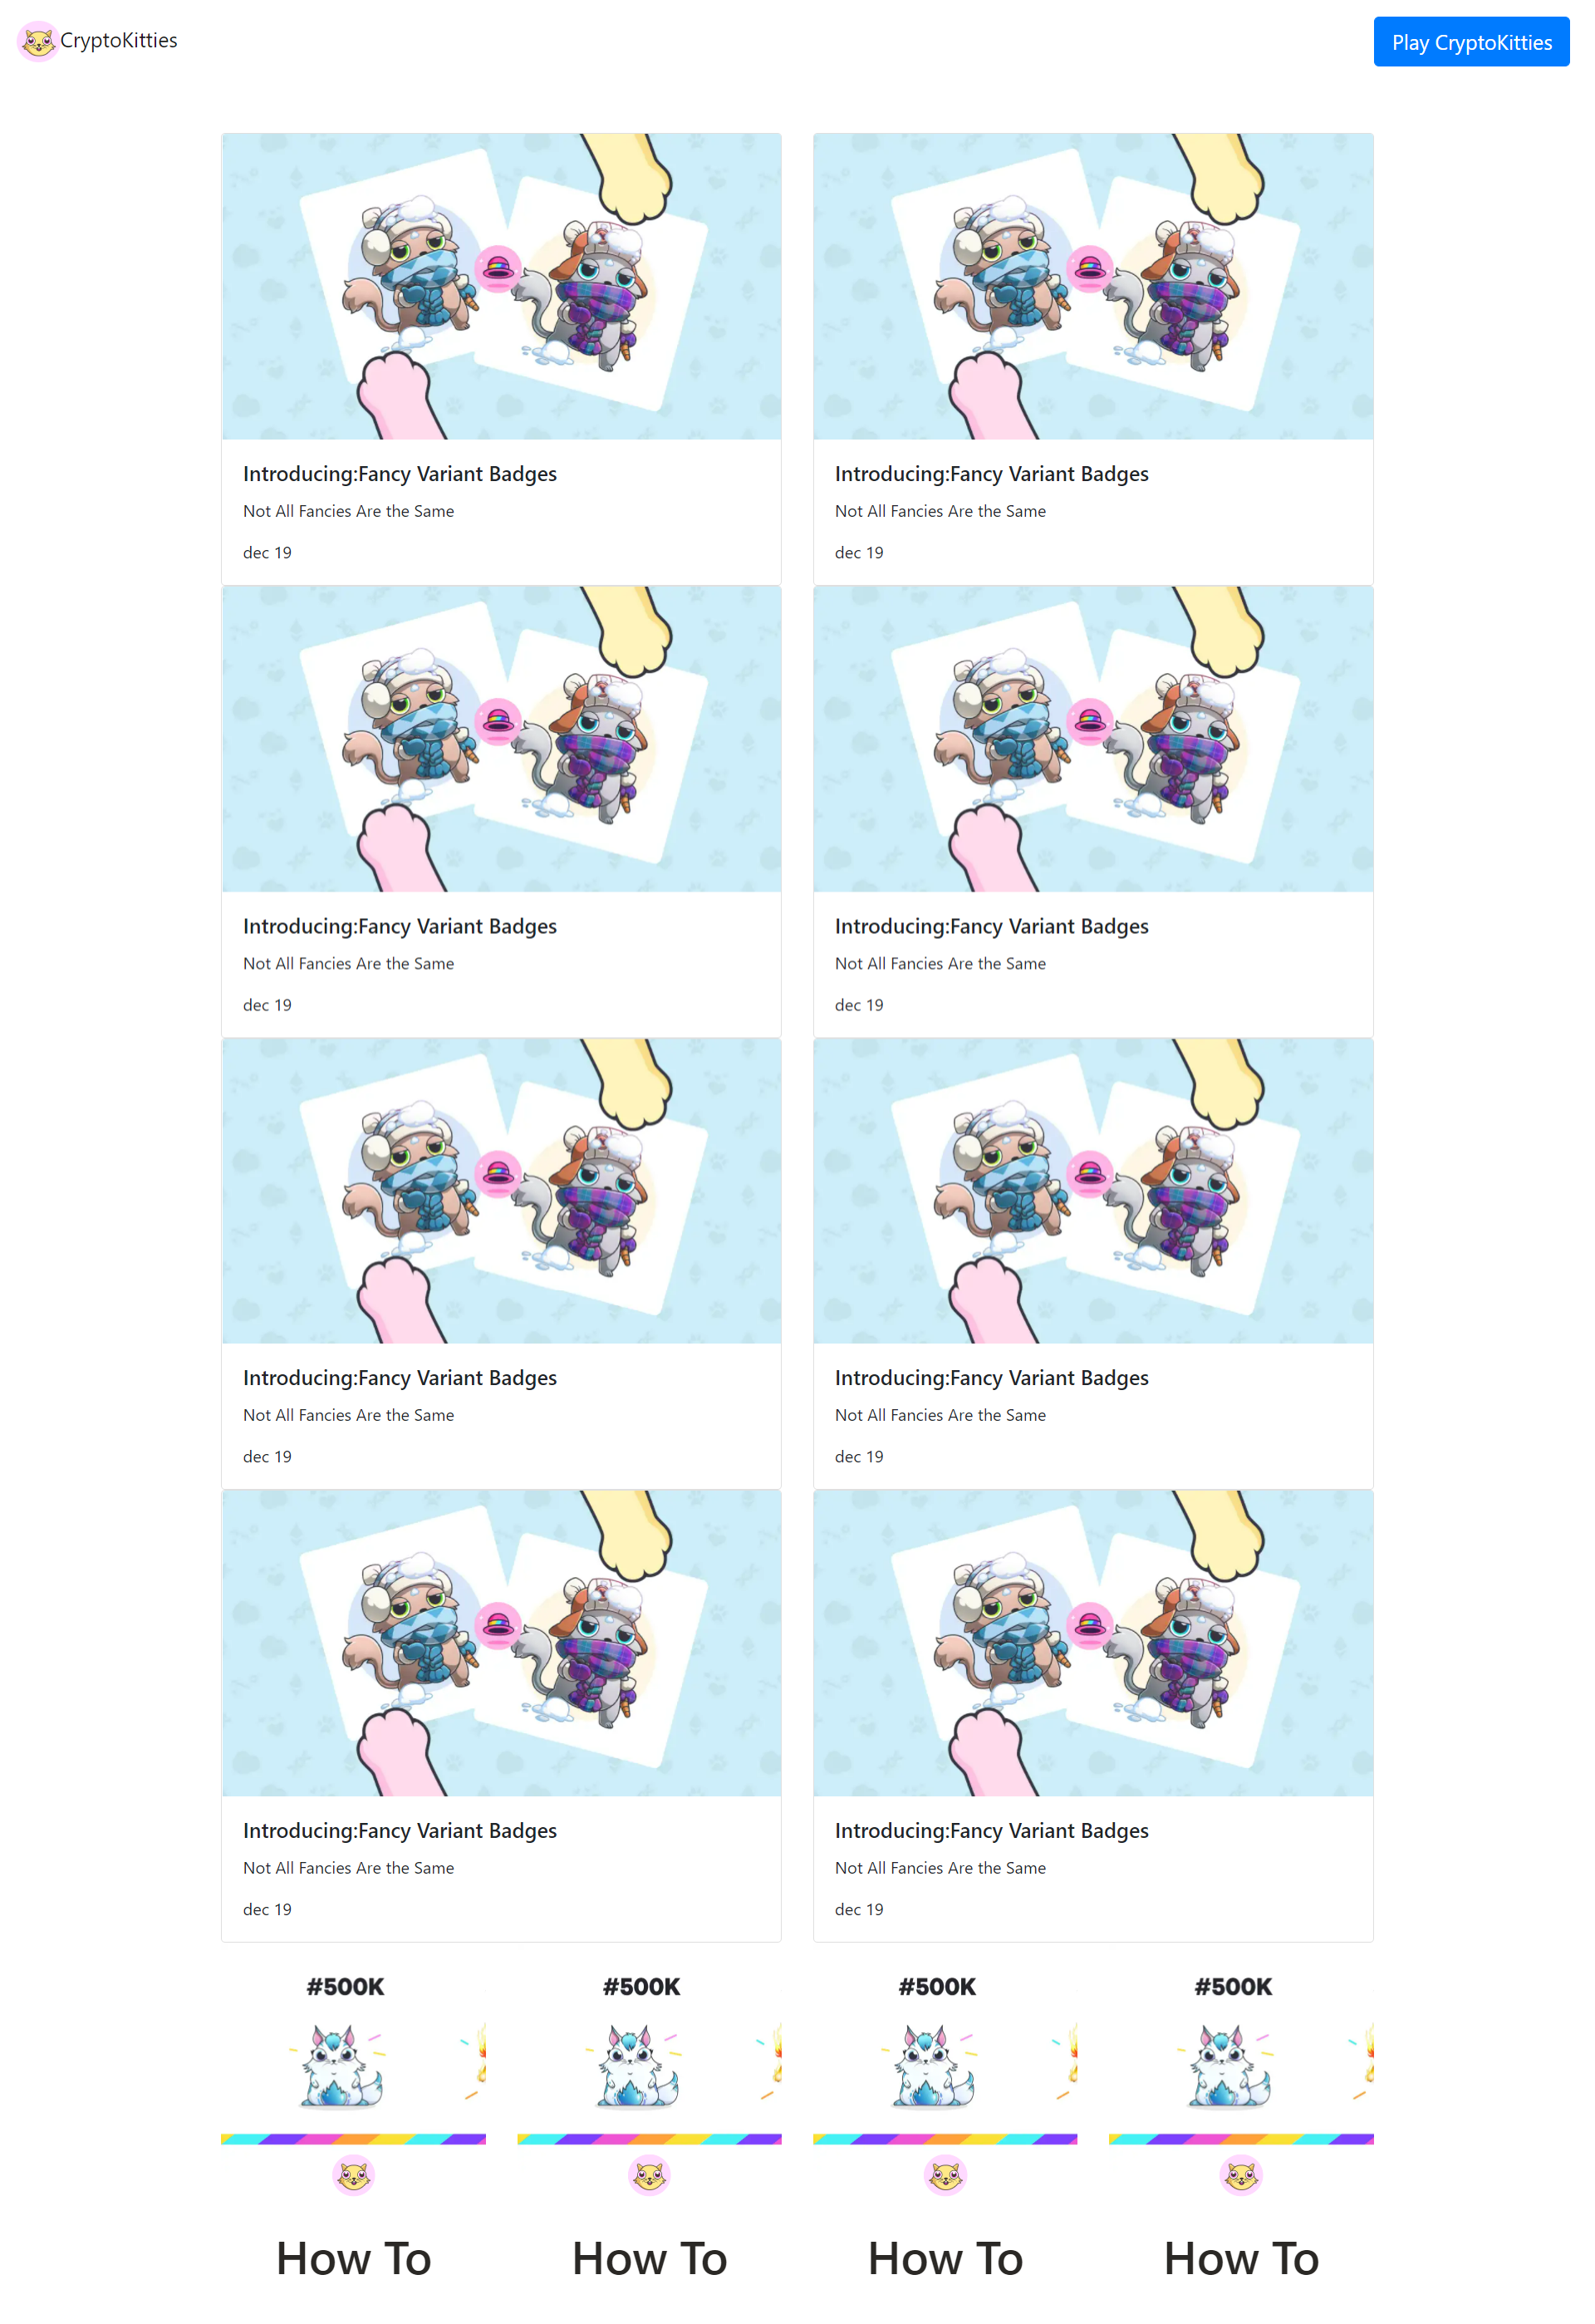 CryptoKitties
Play CryptoKitties
Introducing:Fancy Variant Badges
Not All Fancies Are the Same
dec 19
Introducing:Fancy Variant Badges
Not All Fancies Are the Same
dec 19
Introducing:Fancy Variant Badges
Not All Fancies Are the Same
dec 19
Introducing:Fancy Variant Badges
Not All Fancies Are the Same
dec 19
Introducing:Fancy Variant Badges
Not All Fancies Are the Same
dec 19
Introducing:Fancy Variant Badges
Not All Fancies Are the Same
dec 19
Introducing:Fancy Variant Badges
Not All Fancies Are the Same
dec 19
Introducing:Fancy Variant Badges
Not All Fancies Are the Same
dec 19
#500K
#500K
#500K
#500K
How To
How To
How To
How To